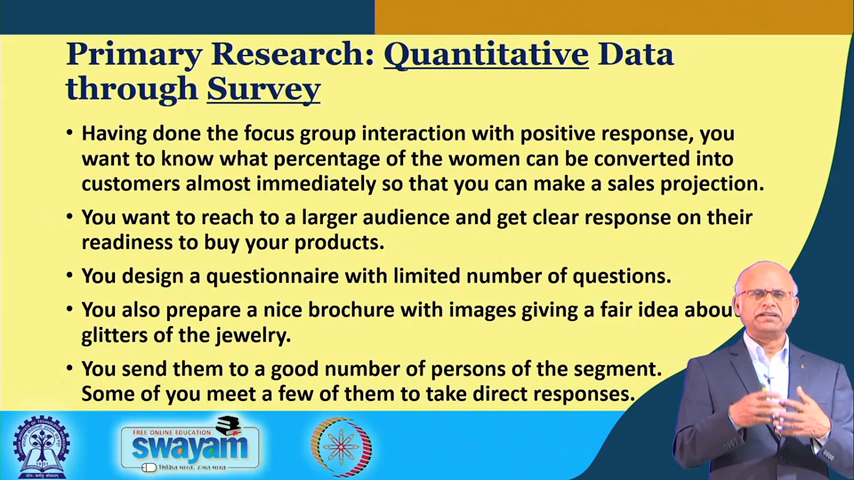 Primary Research: Quantitative Data
through Survey
• Having done the focus group interaction with positive response, you
want to know what percentage of the women can be converted into
customers almost immediately so that you can make a sales projection.
• You want to reach to a larger audience and get clear response on their
readiness to buy your products.
• You design a questionnaire with limited number of questions.
• You also prepare a nice brochure with images giving a fair idea abou
glitters of the jewelry.
• You send them to a good number of persons of the segment.
Some of you meet a few of them to take direct responses.
FREE ONLINE EDUCATION
swayam